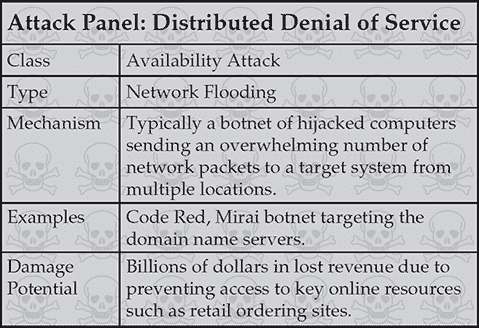 Attack Panel: Distributed Denial of Service
Class Availability Attack
Type Network Flooding
Mechanism Typically a botnet of hijacked computers
sending an overwhelming number of
network packets to a target system from
multiple locations.
Examples Code Red, Mirai botnet targeting the
domain name servers.
Damage Billions of dollars in lost revenue due to
Potential preventing access to key online resources
such as retail ordering sites.